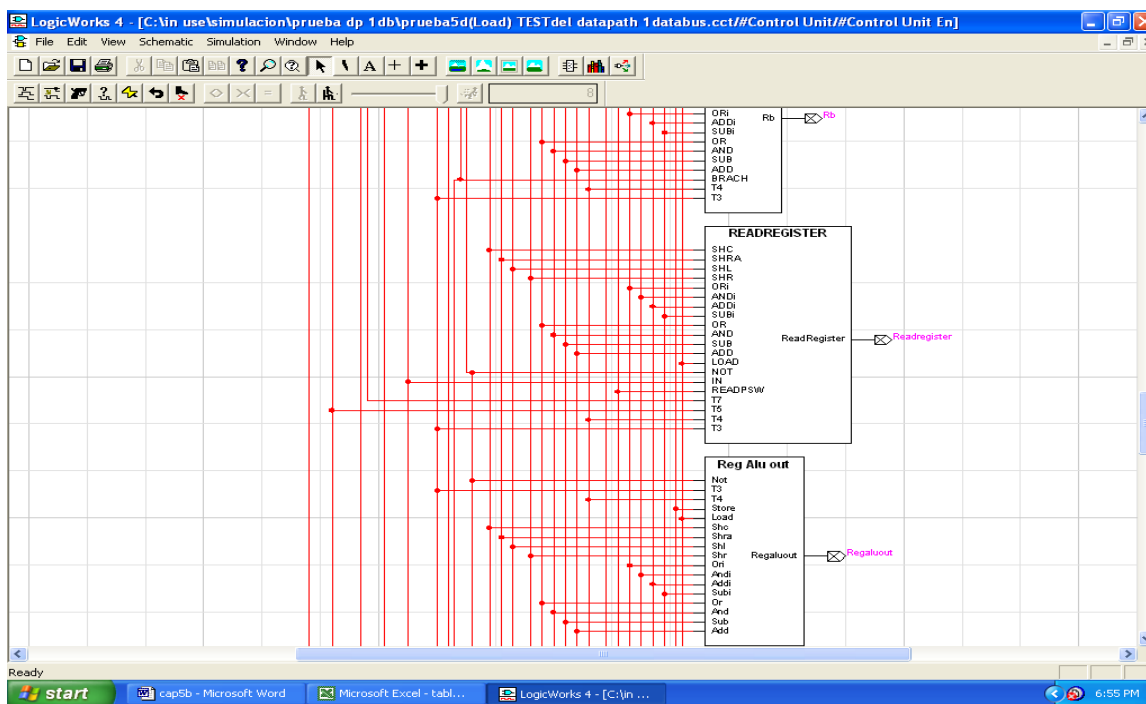 LogicWorks 4 - [C:\in use\simulacion\prueba dp 1db\prueba5d(Load) TESTdel datapath 1databus.cct/#Control Unit/#Control Unit En]
File Edit View Schematic Simulation Window Help
8
ORi
ADDi
SUBi
OR
AND
SUB
ADD
BRACH
T4
T3
Rb
Rb
READREGISTER
SHC
SHRA
SHL
SHR
ORi
ANDi
ADDi
SUBi
OR
AND
SUB
ADD
LOAD
NOT
IN
READPSW
T7
T5
T4
T3
ReadRegister
Readregister
Reg Alu out
Not
T3
T4
Store
Load
Shc
Shra
Shl
Shr
Ori
Andi
Addi
Subi
Or
And
Sub
Add
Regaluout
Regaluout
Ready
start
cap5b - Microsoft Word
Microsoft Excel - tabl...
LogicWorks 4 - [C:\in ...
6:55 PM